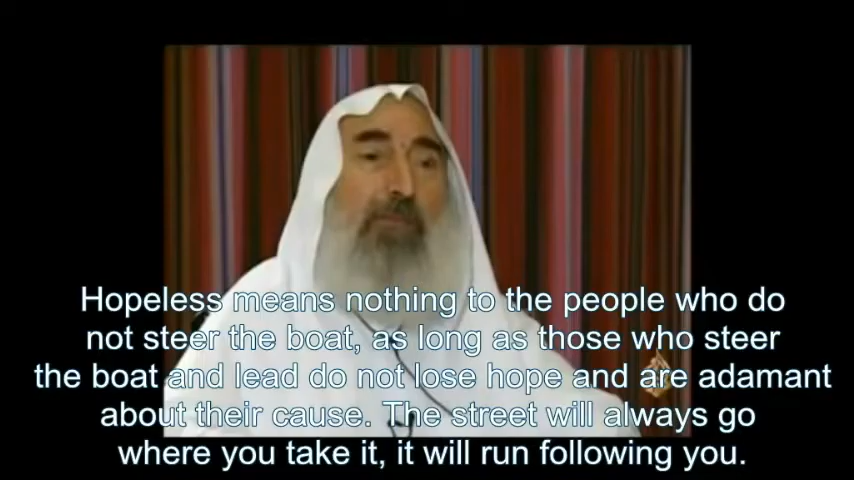 Hopeless means nothing to the people who do
not steer the boat, as long as those who steer
the boat and lead do not lose hope and are adamant
about their cause. The street will always go
where you take it, it will run following you.